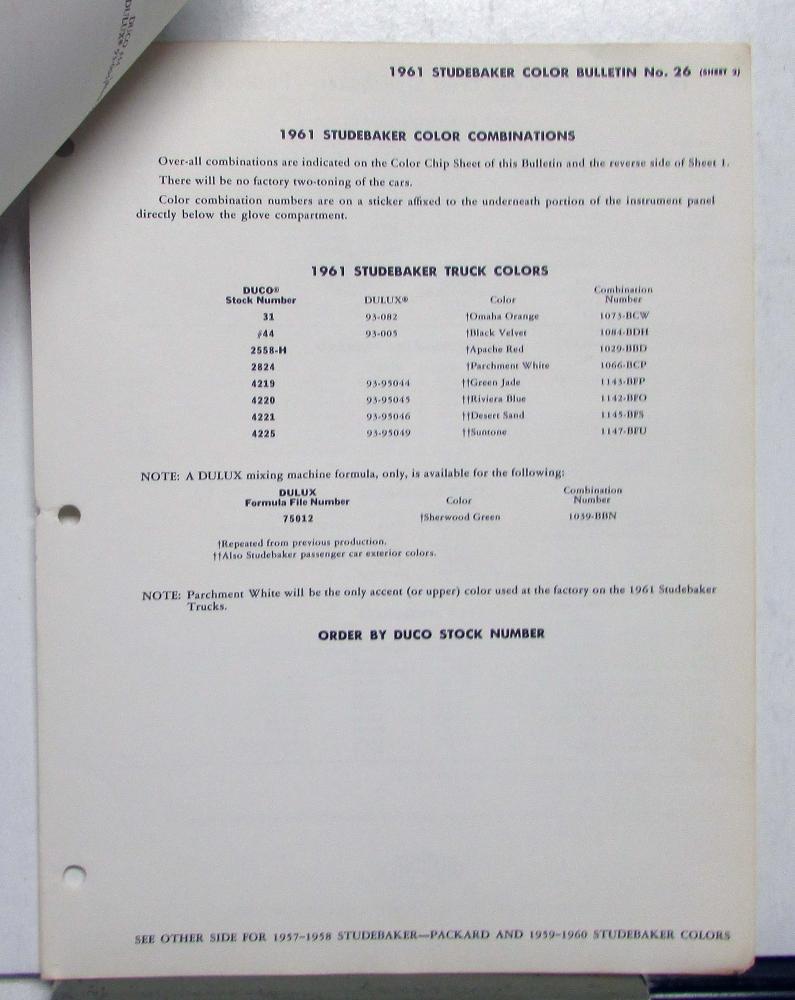 DUCO
DULUX®
1961 STUDEBAKER COLOR BULLETIN No. 26 (SHEET 3)
1961 STUDEBAKER COLOR COMBINATIONS
Over-all combinations are indicated on the Color Chip Sheet of this Bulletin and the reverse side of Sheet 1.
There will be no factory two-toning of the cars.
Color combination numbers are on a sticker affixed to the underneath portion of the instrument panel
directly below the glove compartment.
1961 STUDEBAKER TRUCK COLORS
DUCO® Combination
Stock Number DULUX® Color Number
31 93-082 †Omaha Orange 1073-BCW
#44 93-005 †Black Velvet 1084-BDH
2558-H †Apache Red 1029-BBD
2824 †Parchment White 1066-BCP
4219 93-95044 ††Green Jade 1143-BFP
4220 93-95045 ††Riviera Blue 1142-BFO
4221 93-95046 ††Desert Sand 1145-BFS
4225 93-95049 ††Suntone 1147-BFU
NOTE: A DULUX mixing machine formula, only, is available for the following:
DULUX Combination
Formula File Number Color Number
75012 †Sherwood Green 1039-BBN
†Repeated from previous production.
††Also Studebaker passenger car exterior colors.
NOTE: Parchment White will be the only accent (or upper) color used at the factory on the 1961 Studebaker
Trucks.
ORDER BY DUCO STOCK NUMBER
SEE OTHER SIDE FOR 1957-1958 STUDEBAKER—PACKARD AND 1959-1960 STUDEBAKER COLORS